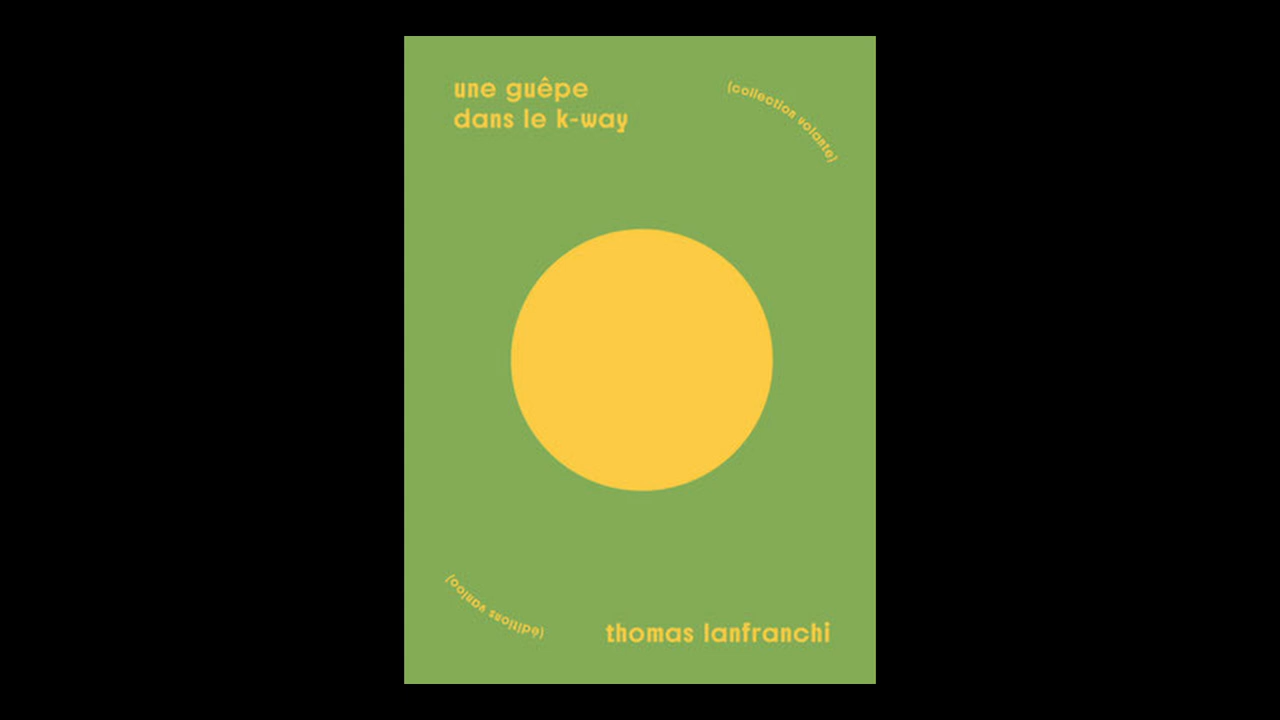 une guêpe
dans le k-way
(collection volante)
(éditions vanloo)
thomas lanfranchi